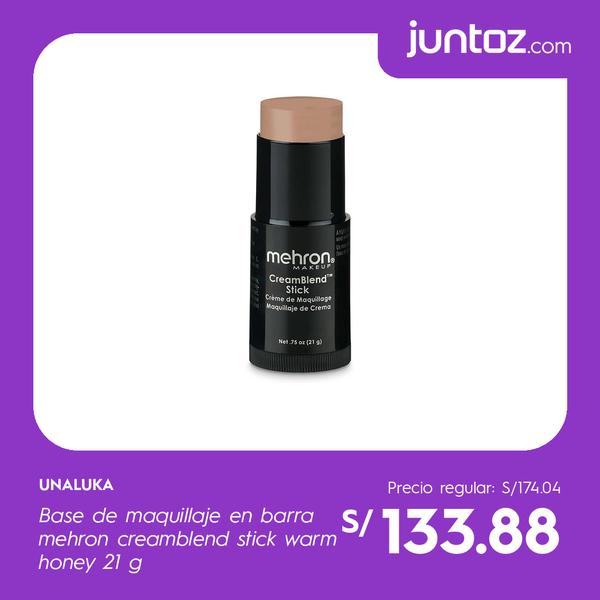 juntoz.com
mehron®
MAKEUP
CreamBlend™
Stick
Crème de Maquillage
Maquillaje de Crema
Net .75 oz (21 g)
UNALUKA
Base de maquillaje en barra
mehron creamblend stick warm
honey 21 g
Precio regular: S/174.04
S/ 133.88